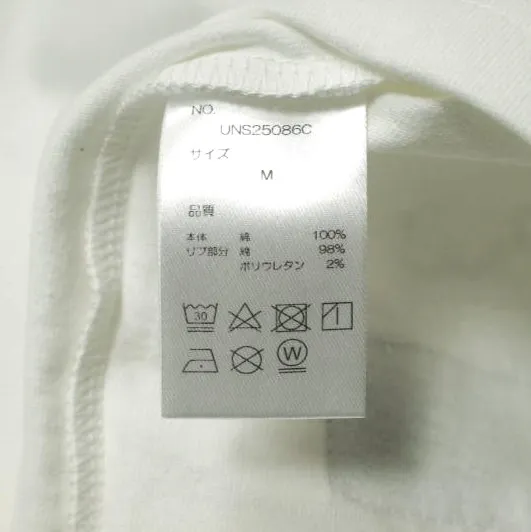 NO.
UNS25086C
サイズ
M
品質
本体 綿 100%
リブ部分 綿 98%
ポリウレタン 2%
30
W